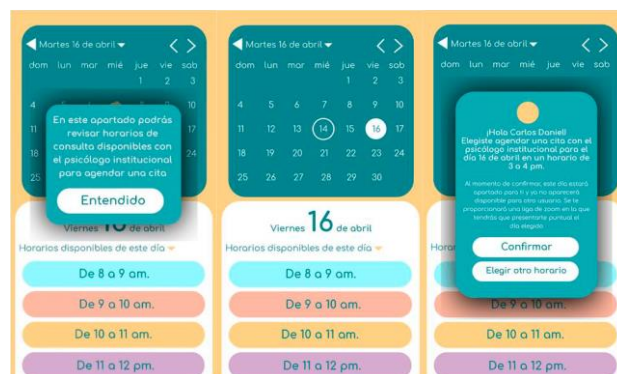 Martes 16 de abril
dom lun mar mié jue vie sab
1 2 3
4 10
11 17
18 24
25
En este apartado podrás
revisar horarios de
consulta disponibles con
el psicólogo institucional
para agendar una cita
Entendido
Viernes 16 de abril
Horarios disponibles de este día
De 8 a 9 am.
De 9 a 10 am.
De 10 a 11 am.
De 11 a 12 pm.
Martes 16 de abril
dom lun mar mié jue vie sab
1 2 3
4 5 6 7 8 9 10
11 12 13 14 15 16 17
18 19 20 21 22 23 24
25 26 27 28 29 30
Viernes 16 de abril
Horarios disponibles de este día
De 8 a 9 am.
De 9 a 10 am.
De 10 a 11 am.
De 11 a 12 pm.
Martes 16 de abril
dom lun mar mié jue vie sab
¡Hola Carlos Daniel!
Elegiste agendar una cita con el
psicólogo institucional para el
día 16 de abril en un horario de
3 a 4 pm.
Al momento de confirmar, este día estará
apartado para ti y ya no aparecerá
disponible para otro usuario. Se te
proporcionará una liga de zoom en la que
tendrás que presentarte puntual el
día elegido.
Confirmar
Elegir otro horario
De 9 a 10 am.
De 10 a 11 am.
De 11 a 12 pm.